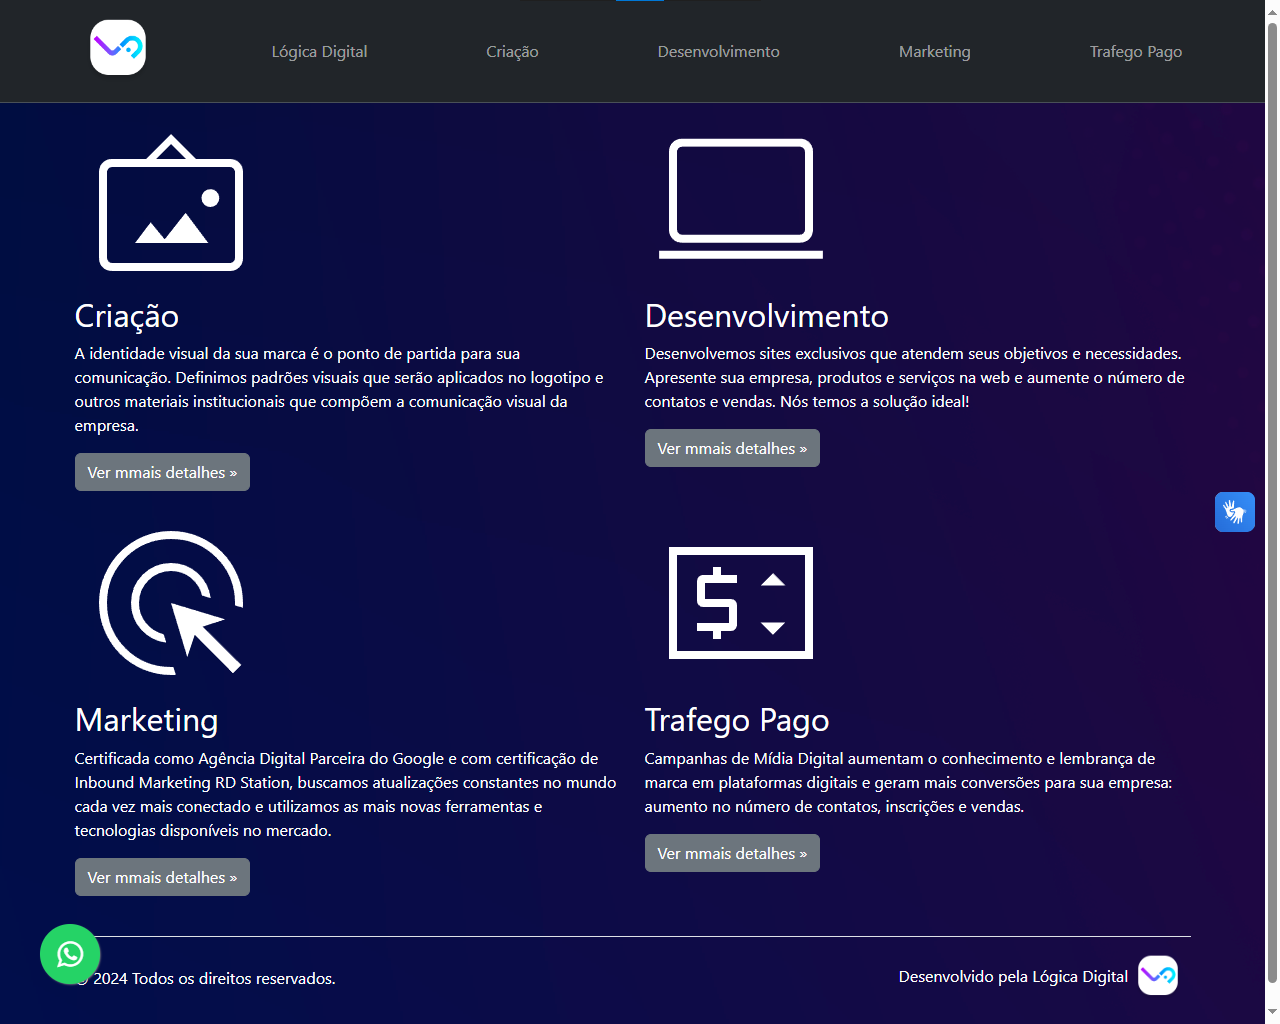 Lógica Digital
Criação
Desenvolvimento
Marketing
Trafego Pago
Criação
A identidade visual da sua marca é o ponto de partida para sua
comunicação. Definimos padrões visuais que serão aplicados no logotipo e
outros materiais institucionais que compõem a comunicação visual da
empresa.
Ver mmais detalhes »
Desenvolvimento
Desenvolvemos sites exclusivos que atendem seus objetivos e necessidades.
Apresente sua empresa, produtos e serviços na web e aumente o número de
contatos e vendas. Nós temos a solução ideal!
Ver mmais detalhes »
Marketing
Certificada como Agência Digital Parceira do Google e com certificação de
Inbound Marketing RD Station, buscamos atualizações constantes no mundo
cada vez mais conectado e utilizamos as mais novas ferramentas e
tecnologias disponíveis no mercado.
Ver mmais detalhes »
$
Trafego Pago
Campanhas de Mídia Digital aumentam o conhecimento e lembrança de
marca em plataformas digitais e geram mais conversões para sua empresa:
aumento no número de contatos, inscrições e vendas.
Ver mmais detalhes »
© 2024 Todos os direitos reservados.
Desenvolvido pela Lógica Digital